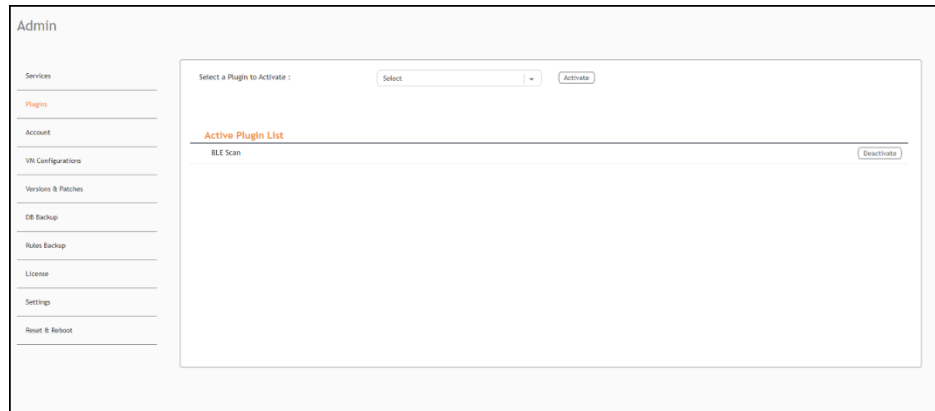 Admin
Services
Plugins
Account
VM Configurations
Versions & Patches
DB Backup
Rules Backup
License
Settings
Reset & Reboot
Select a Plugin to Activate :
Select
Activate
Active Plugin List
BLE Scan
Deactivate